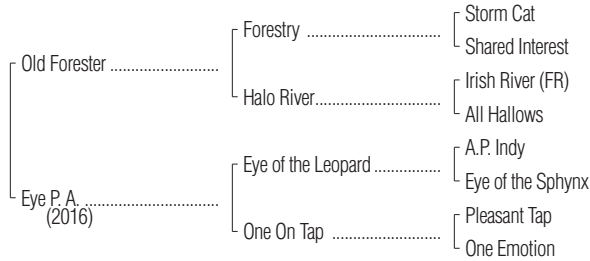 Storm Cat
Forestry ..............................
Shared Interest
Old Forester ........................
Irish River (FR)
Halo River............................
All Hallows
A.P. Indy
Eye of the Leopard ...............
Eye of the Sphynx
Eye P. A. .............................
(2016)
Pleasant Tap
One On Tap ........................
One Emotion